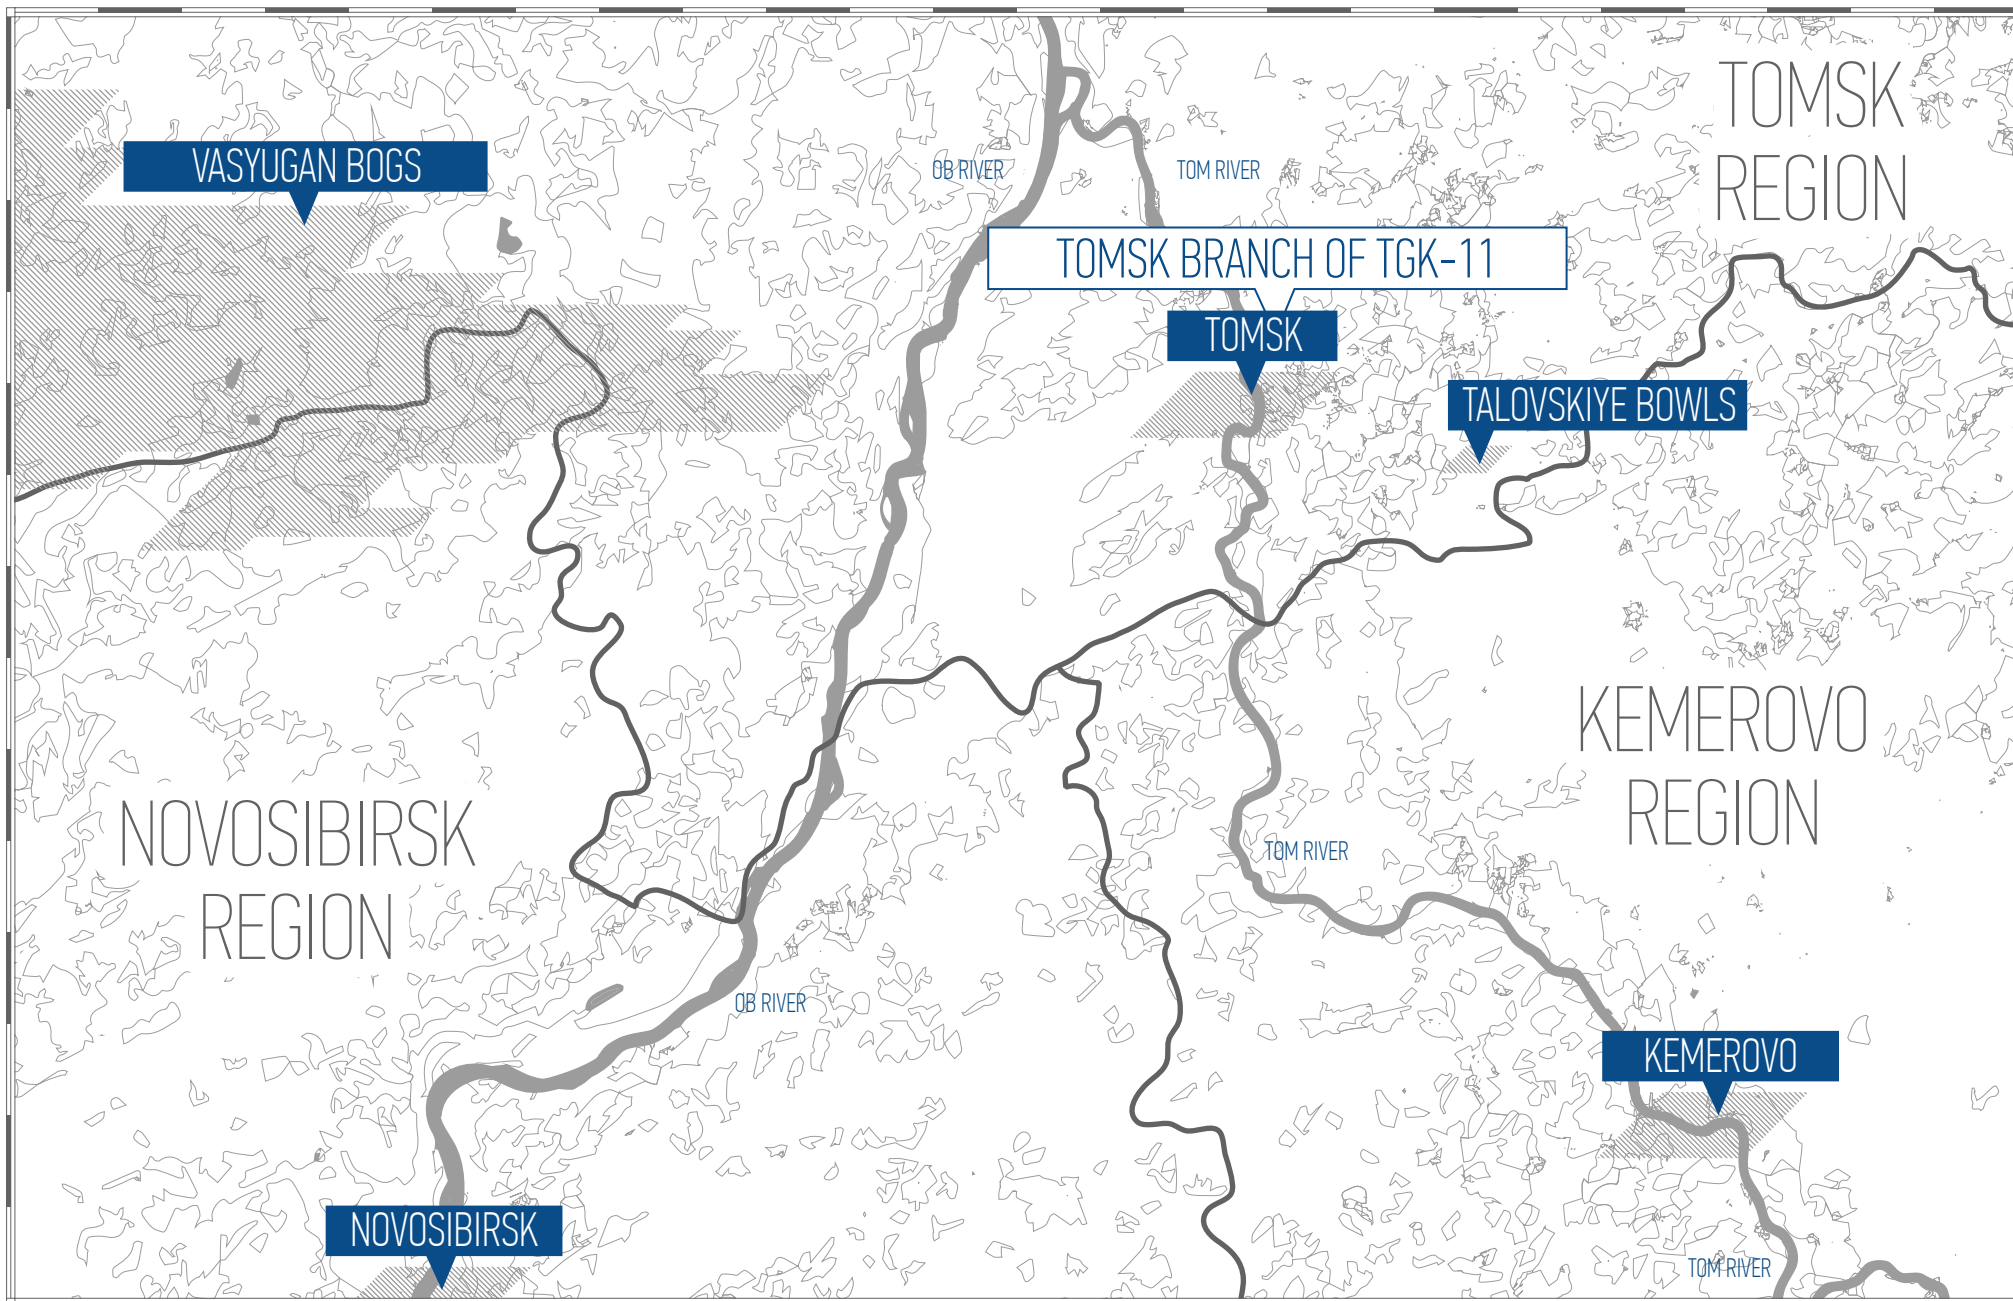 TOMSK
REGION
VASYUGAN BOGS
OB RIVER
TOM RIVER
TOMSK BRANCH OF TGK-11
TOMSK
TALOVSKIYE BOWLS
KEMEROVO
REGION
NOVOSIBIRSK
REGION
TOM RIVER
OB RIVER
KEMEROVO
NOVOSIBIRSK
TOM RIVER